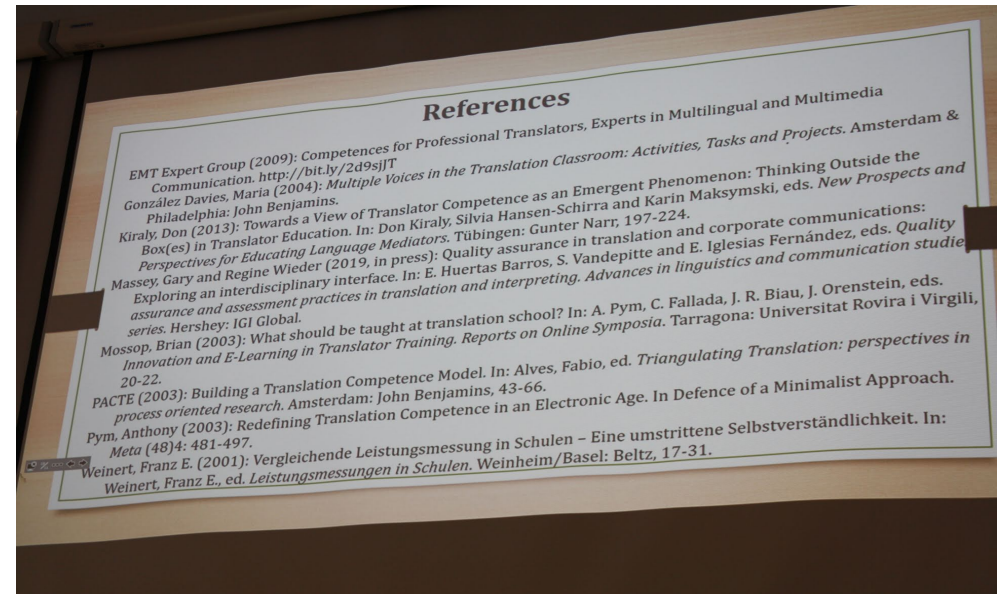 References
EMT Expert Group (2009): Competences for Professional Translators, Experts in Multilingual and Multimedia
Communication. http://bit.ly/2d9sjJT
González Davies, Maria (2004): Multiple Voices in the Translation Classroom: Activities, Tasks and Projects. Amsterdam &
Philadelphia: John Benjamins.
Kiraly, Don (2013): Towards a View of Translator Competence as an Emergent Phenomenon: Thinking Outside the
Box(es) in Translator Education. In: Don Kiraly, Silvia Hansen-Schirra and Karin Maksymski, eds. New Prospects and
Perspectives for Educating Language Mediators. Tübingen: Gunter Narr, 197-224.
Massey, Gary and Regine Wieder (2019, in press): Quality assurance in translation and corporate communications:
Exploring an interdisciplinary interface. In: E. Huertas Barros, S. Vandepitte and E. Iglesias Fernández, eds. Quality
assurance and assessment practices in translation and interpreting. Advances in linguistics and communication studie
series. Hershey: IGI Global.
Mossop, Brian (2003): What should be taught at translation school? In: A. Pym, C. Fallada, J. R. Biau, J. Orenstein, eds.
Innovation and E-Learning in Translator Training. Reports on Online Symposia. Tarragona: Universitat Rovira i Virgili,
20-22.
PACTE (2003): Building a Translation Competence Model. In: Alves, Fabio, ed. Triangulating Translation: perspectives in
process oriented research. Amsterdam: John Benjamins, 43-66.
Pym, Anthony (2003): Redefining Translation Competence in an Electronic Age. In Defence of a Minimalist Approach.
Meta (48)4: 481-497.
Weinert, Franz E. (2001): Vergleichende Leistungsmessung in Schulen – Eine umstrittene Selbstverständlichkeit. In:
Weinert, Franz E., ed. Leistungsmessungen in Schulen. Weinheim/Basel: Beltz, 17-31.